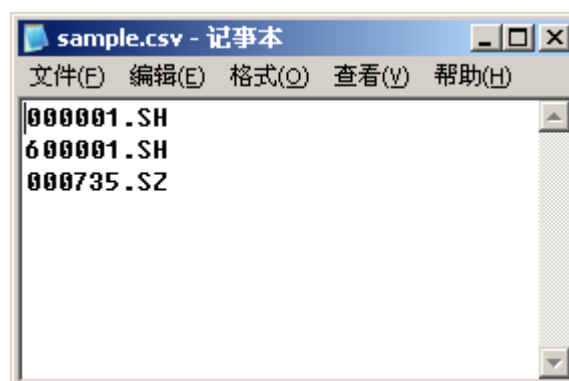 sample.csv - 记事本
文件(F) 编辑(E) 格式(O) 查看(V) 帮助(H)
000001.SH
600001.SH
000735.SZ